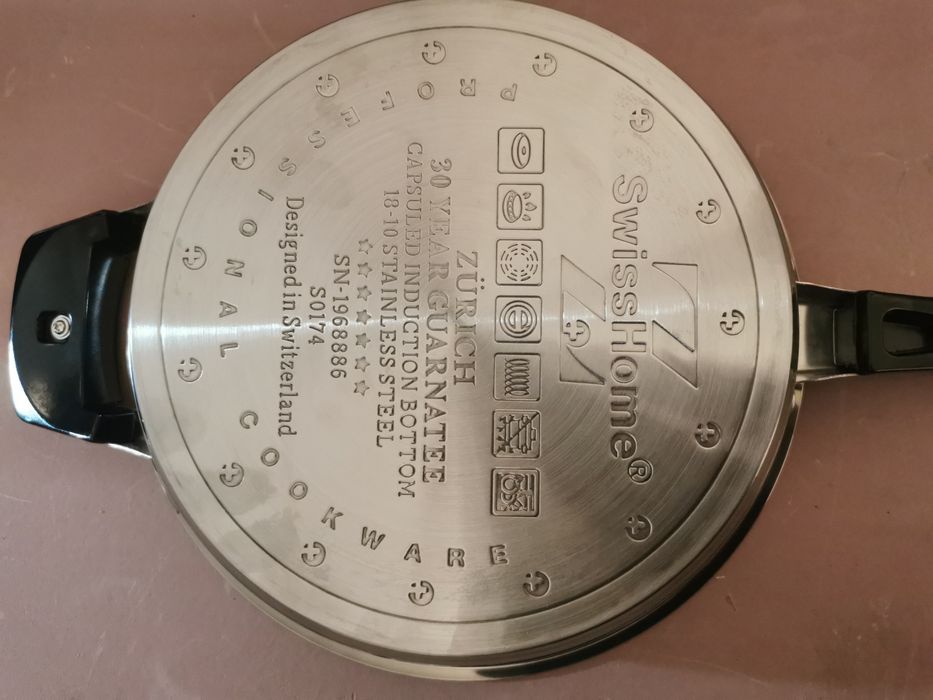 SwissHome®
ZÜRICH
30 YEAR GUARNATEE
CAPSULED INDUCTION BOTTOM
18-10 STAINLESS STEEL
☆☆☆☆☆☆☆
SN-1968886
S0174
Designed in Switzerland
PROFESSIONAL COOKWARE